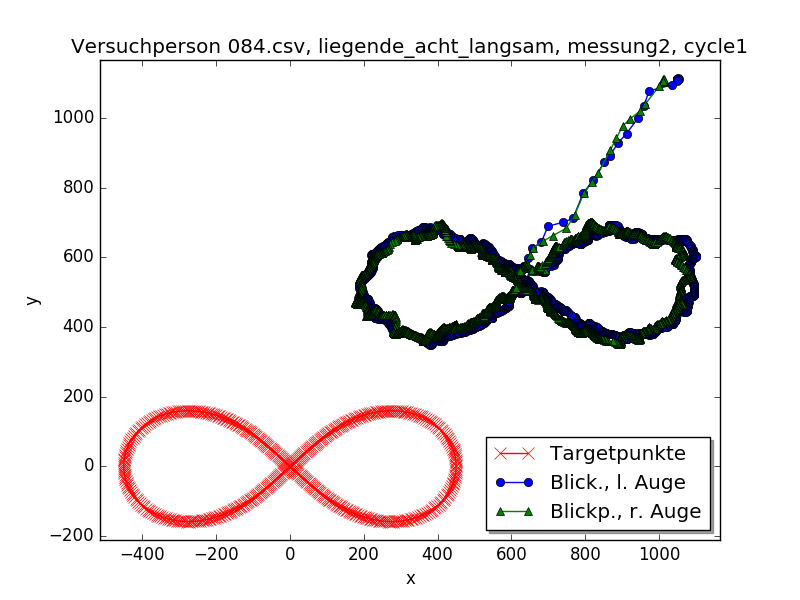 Versuchperson 084.csv, liegende_acht_langsam, messung2, cycle1
y
1000
800
600
400
200
0
−200
−400 −200 0 200 400 600 800 1000
x
Targetpunkte
Blick., l. Auge
Blickp., r. Auge